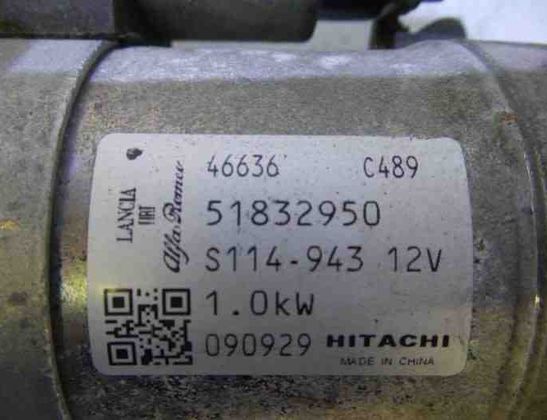 46636 C489
51832950
S114-943 12V
1.0kW
090929 HITACHI
MADE IN CHINA
LANCIA
FIAT
Alfa Romeo